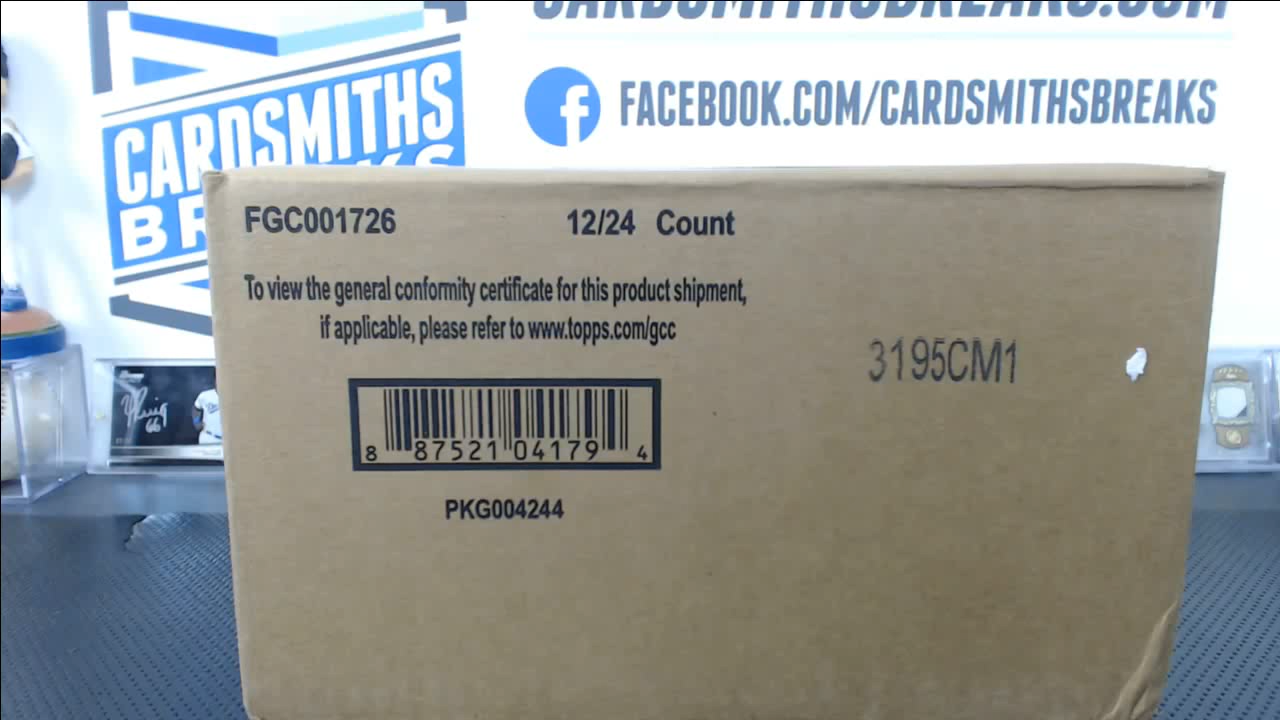 CARDSMITHSBREAKS.COM
FACEBOOK.COM/CARDSMITHSBREAKS
CARDSMITHS
FGC001726 12/24 Count
To view the general conformity certificate for this product shipment,
if applicable, please refer to www.topps.com/gcc
3195CM1
8 87521 04179 4
PKG004244
66